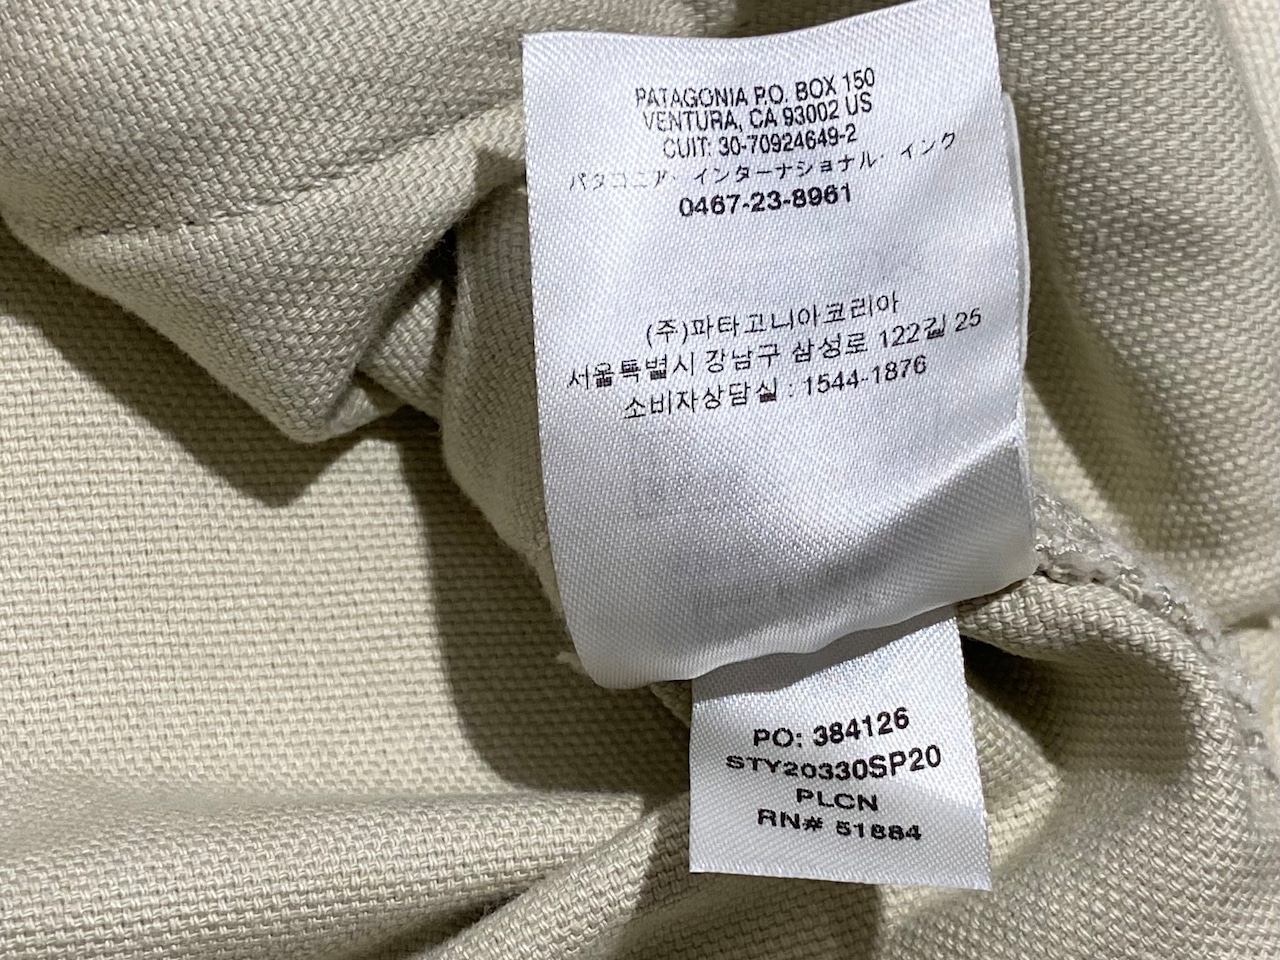 PATAGONIA P.O. BOX 150
VENTURA, CA 93002 US
CUIT: 30-70924649-2
パタゴニア・インターナショナル・インク
0467-23-8961
(주)파타고니아코리아
서울특별시 강남구 삼성로 122길 25
소비자상담실 : 1544-1876
PO: 384126
STY20330SP20
PLCN
RN# 51884